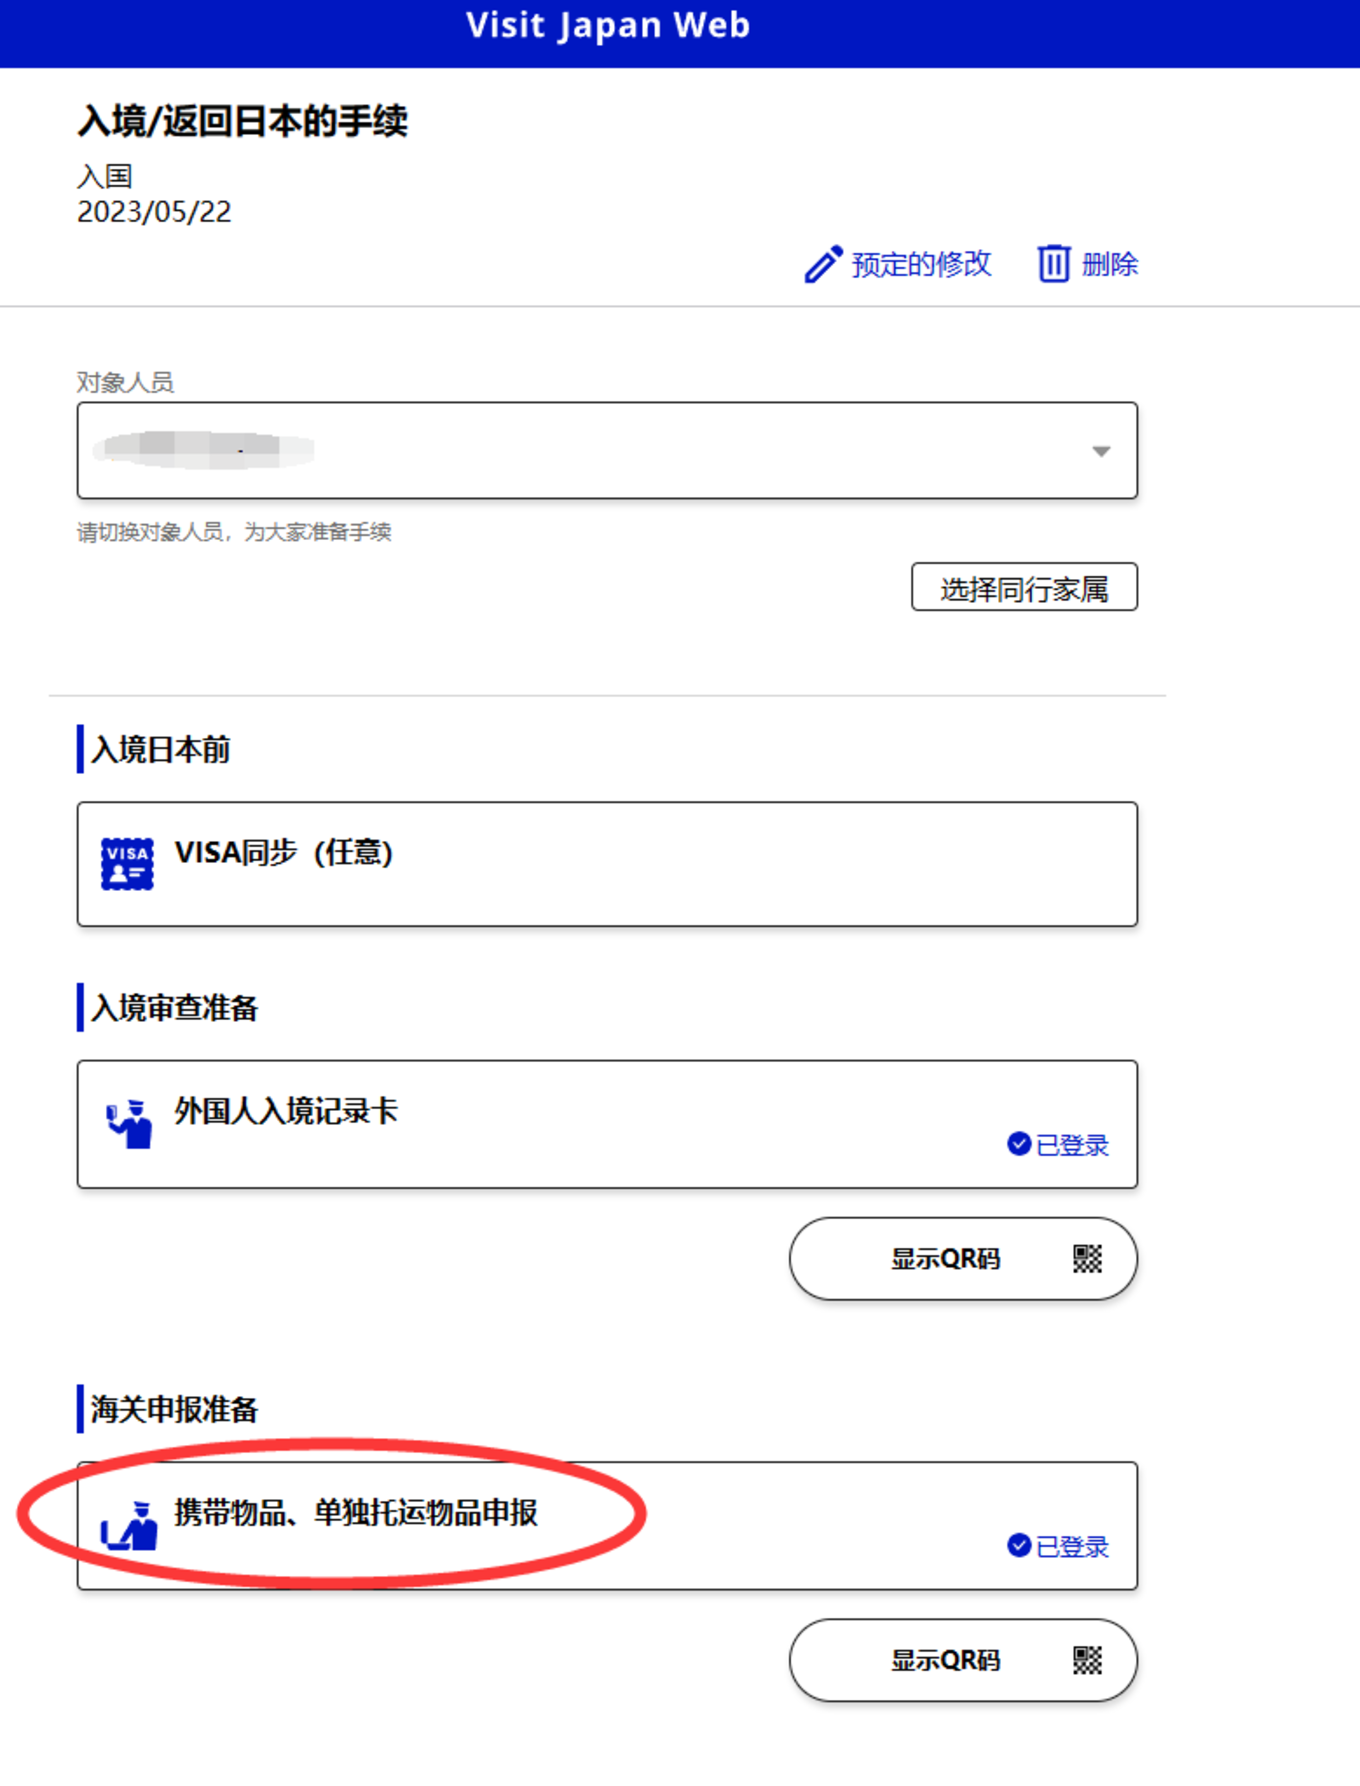 Visit Japan Web
入境/返回日本的手续
入国
2023/05/22
预定的修改 删除
对象人员
请切换对象人员，为大家准备手续
选择同行家属
入境日本前
VISA
VISA同步（任意）
入境审查准备
外国人入境记录卡
已登录
显示QR码
海关申报准备
携带物品、单独托运物品申报
已登录
显示QR码